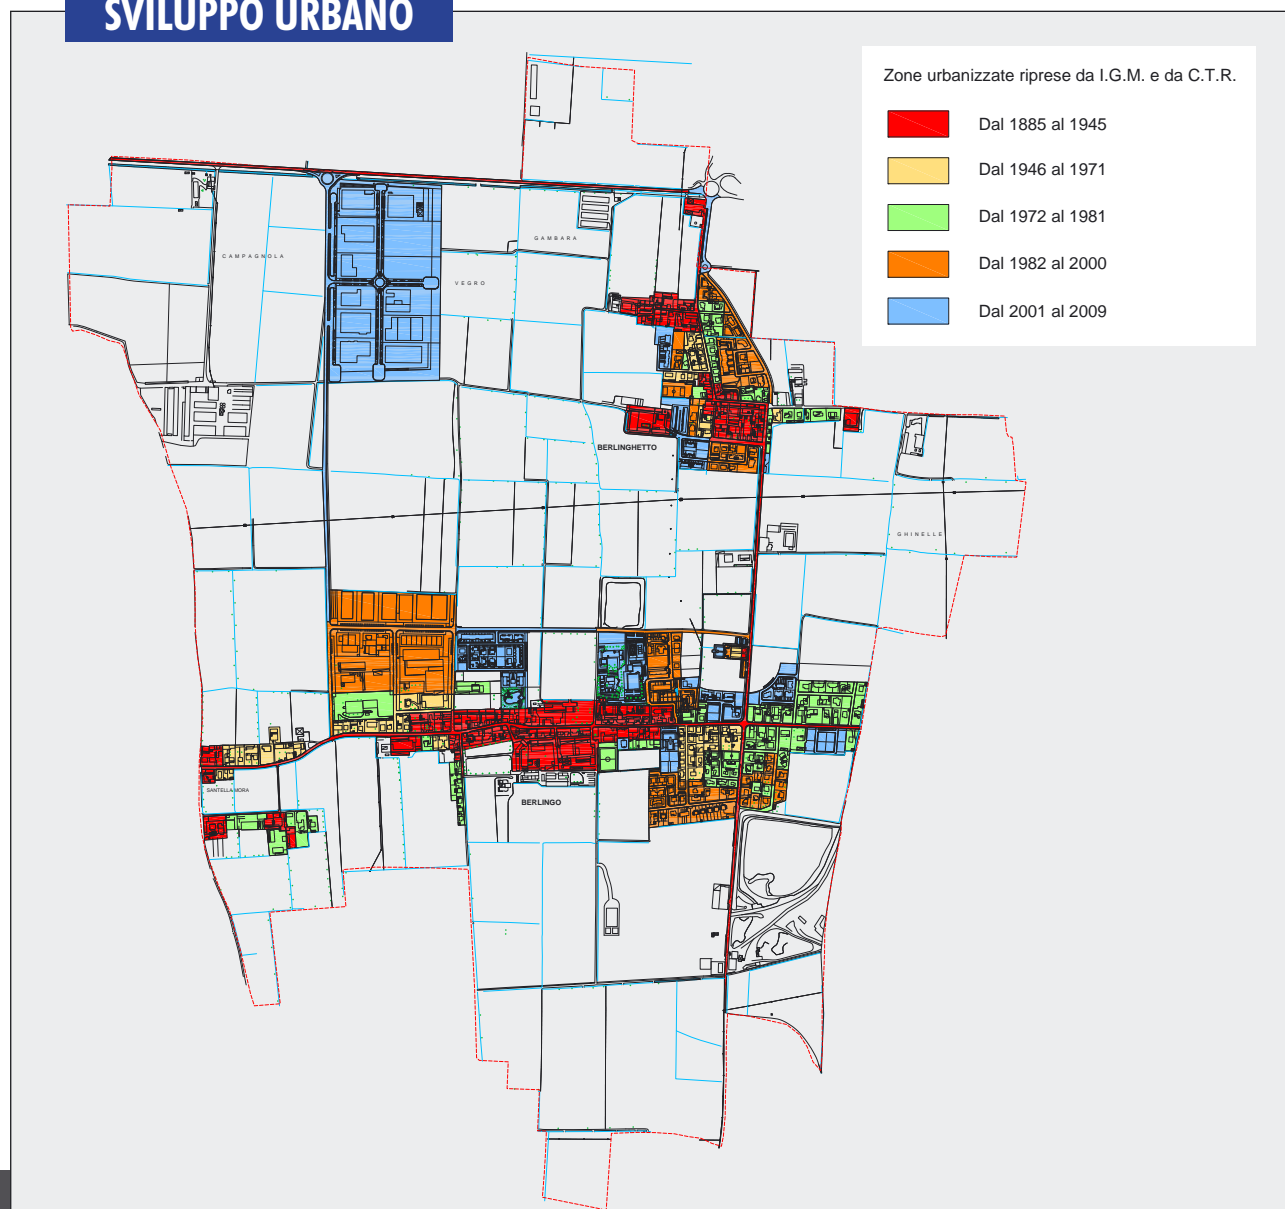 SVILUPPO URBANO
Zone urbanizzate riprese da I.G.M. e da C.T.R.
Dal 1885 al 1945
Dal 1946 al 1971
Dal 1972 al 1981
Dal 1982 al 2000
Dal 2001 al 2009
GAMBARA
CAMPAGNOLA
VEGRO
BERLINGHETTO
GHINELLE
SANTELLA MORA
BERLINGO